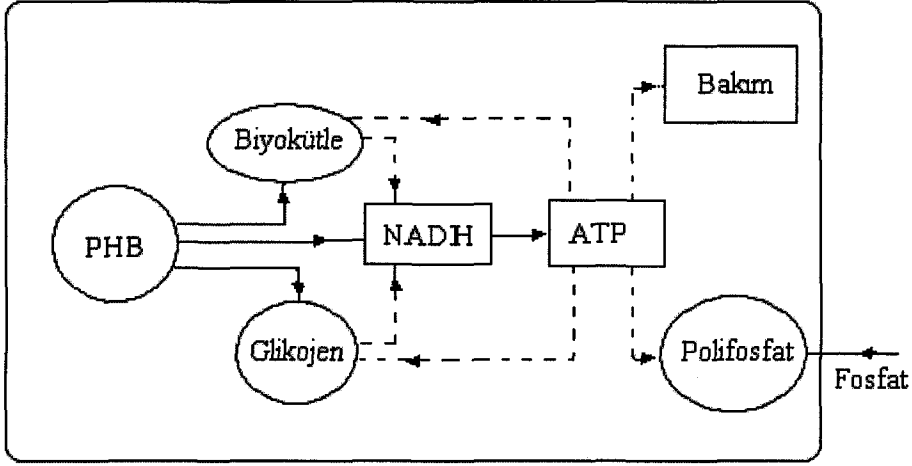 Bakım
Biyokütle
PHB
NADH
ATP
Glikojen
Polifosfat
Fosfat